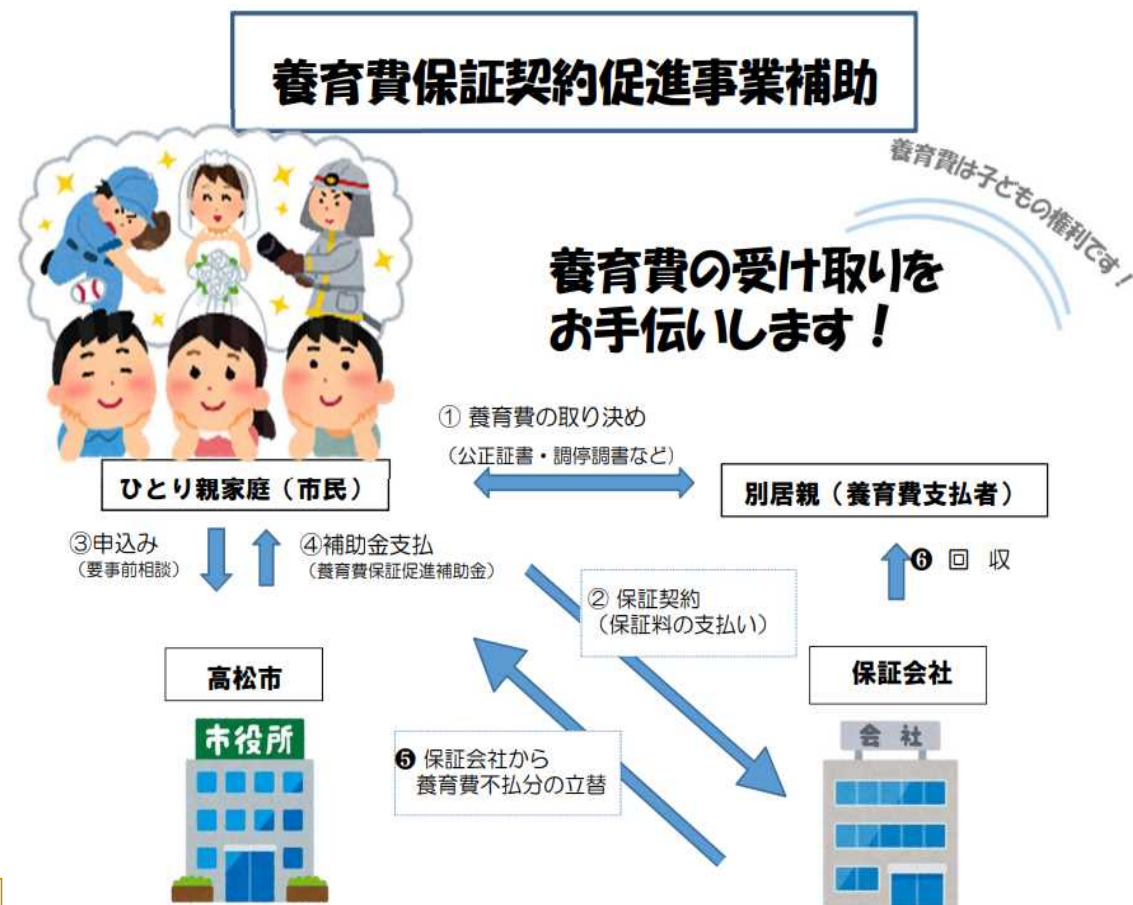 養育費保証契約促進事業補助
養育費は子どもの権利です！
養育費の受け取りを
お手伝いします！
① 養育費の取り決め
（公正証書・調停調書など）
ひとり親家庭（市民）
別居親（養育費支払者）
③申込み
（要事前相談）
④補助金支払
（養育費保証促進補助金）
② 保証契約
（保証料の支払い）
❻ 回 収
高松市
保証会社
市役所
会 社
❺ 保証会社から
養育費不払分の立替